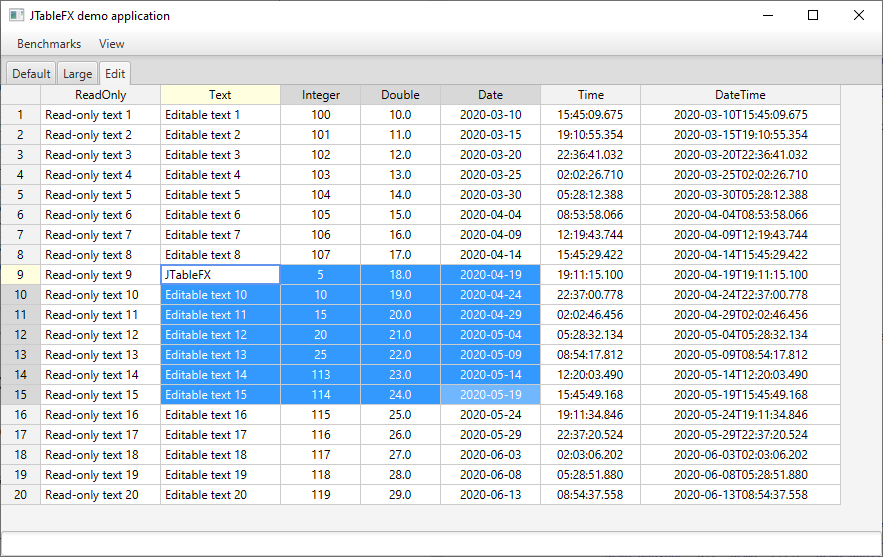 JTableFX demo application
Benchmarks View
Default Large Edit
ReadOnly Text Integer Double Date Time DateTime
1 Read-only text 1 Editable text 1 100 10.0 2020-03-10 15:45:09.675 2020-03-10T15:45:09.675
2 Read-only text 2 Editable text 2 101 11.0 2020-03-15 19:10:55.354 2020-03-15T19:10:55.354
3 Read-only text 3 Editable text 3 102 12.0 2020-03-20 22:36:41.032 2020-03-20T22:36:41.032
4 Read-only text 4 Editable text 4 103 13.0 2020-03-25 02:02:26.710 2020-03-25T02:02:26.710
5 Read-only text 5 Editable text 5 104 14.0 2020-03-30 05:28:12.388 2020-03-30T05:28:12.388
6 Read-only text 6 Editable text 6 105 15.0 2020-04-04 08:53:58.066 2020-04-04T08:53:58.066
7 Read-only text 7 Editable text 7 106 16.0 2020-04-09 12:19:43.744 2020-04-09T12:19:43.744
8 Read-only text 8 Editable text 8 107 17.0 2020-04-14 15:45:29.422 2020-04-14T15:45:29.422
9 Read-only text 9 JTableFX 5 18.0 2020-04-19 19:11:15.100 2020-04-19T19:11:15.100
10 Read-only text 10 Editable text 10 10 19.0 2020-04-24 22:37:00.778 2020-04-24T22:37:00.778
11 Read-only text 11 Editable text 11 15 20.0 2020-04-29 02:02:46.456 2020-04-29T02:02:46.456
12 Read-only text 12 Editable text 12 20 21.0 2020-05-04 05:28:32.134 2020-05-04T05:28:32.134
13 Read-only text 13 Editable text 13 25 22.0 2020-05-09 08:54:17.812 2020-05-09T08:54:17.812
14 Read-only text 14 Editable text 14 113 23.0 2020-05-14 12:20:03.490 2020-05-14T12:20:03.490
15 Read-only text 15 Editable text 15 114 24.0 2020-05-19 15:45:49.168 2020-05-19T15:45:49.168
16 Read-only text 16 Editable text 16 115 25.0 2020-05-24 19:11:34.846 2020-05-24T19:11:34.846
17 Read-only text 17 Editable text 17 116 26.0 2020-05-29 22:37:20.524 2020-05-29T22:37:20.524
18 Read-only text 18 Editable text 18 117 27.0 2020-06-03 02:03:06.202 2020-06-03T02:03:06.202
19 Read-only text 19 Editable text 19 118 28.0 2020-06-08 05:28:51.880 2020-06-08T05:28:51.880
20 Read-only text 20 Editable text 20 119 29.0 2020-06-13 08:54:37.558 2020-06-13T08:54:37.558